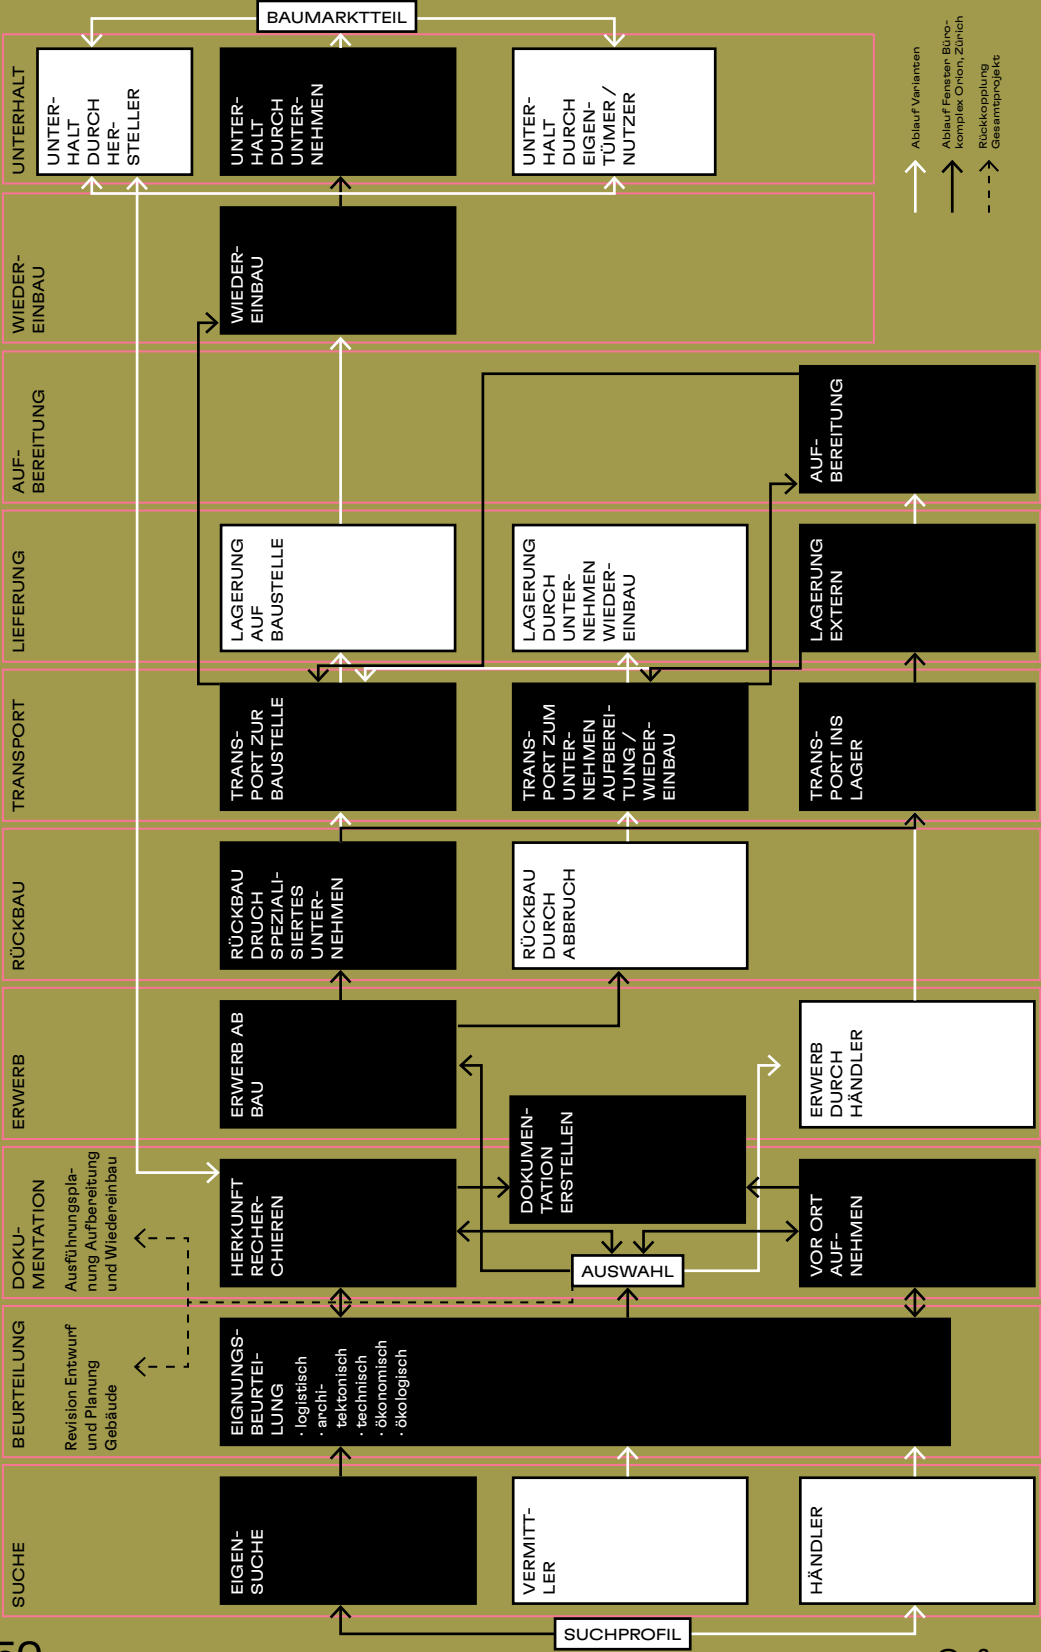 BAUMARKTTEIL
UNTERHALT
UNTER-
HALT
DURCH
HER-
STELLER
UNTER-
HALT
DURCH
UNTER-
NEHMEN
UNTER-
HALT
DURCH
EIGEN-
TÜMER /
NUTZER
Ablauf Varianten
Ablauf Fenster Büro-
komplex Orion, Zürich
Rückkopplung
Gesamtprojekt
WIEDER-
EINBAU
WIEDER-
EINBAU
AUF-
BEREITUNG
AUF-
BEREITUNG
LIEFERUNG
LAGERUNG
AUF
BAUSTELLE
LAGERUNG
DURCH
UNTER-
NEHMEN
WIEDER-
EINBAU
LAGERUNG
EXTERN
TRANSPORT
TRANS-
PORT ZUR
BAUSTELLE
TRANS-
PORT ZUM
UNTER-
NEHMEN
AUFBEREI-
TUNG /
WIEDER-
EINBAU
TRANS-
PORT INS
LAGER
RÜCKBAU
RÜCKBAU
DRUCH
SPEZIALI-
SIERTES
UNTER-
NEHMEN
RÜCKBAU
DURCH
ABBRUCH
ERWERB
ERWERB AB
BAU
ERWERB
DURCH
HÄNDLER
DOKU-
MENTATION
Ausführungspla-
nung Aufbereitung
und Wiedereinbau
HERKUNFT
RECHER-
CHIEREN
DOKUMEN-
TATION
ERSTELLEN
AUSWAHL
VOR ORT
AUF-
NEHMEN
BEURTEILUNG
Revision Entwurf
und Planung
Gebäude
EIGNUNGS-
BEURTEI-
LUNG
· logistisch
· archi-
tektonisch
· technisch
· ökonomisch
· ökologisch
SUCHE
EIGEN-
SUCHE
VERMITT-
LER
HÄNDLER
SUCHPROFIL